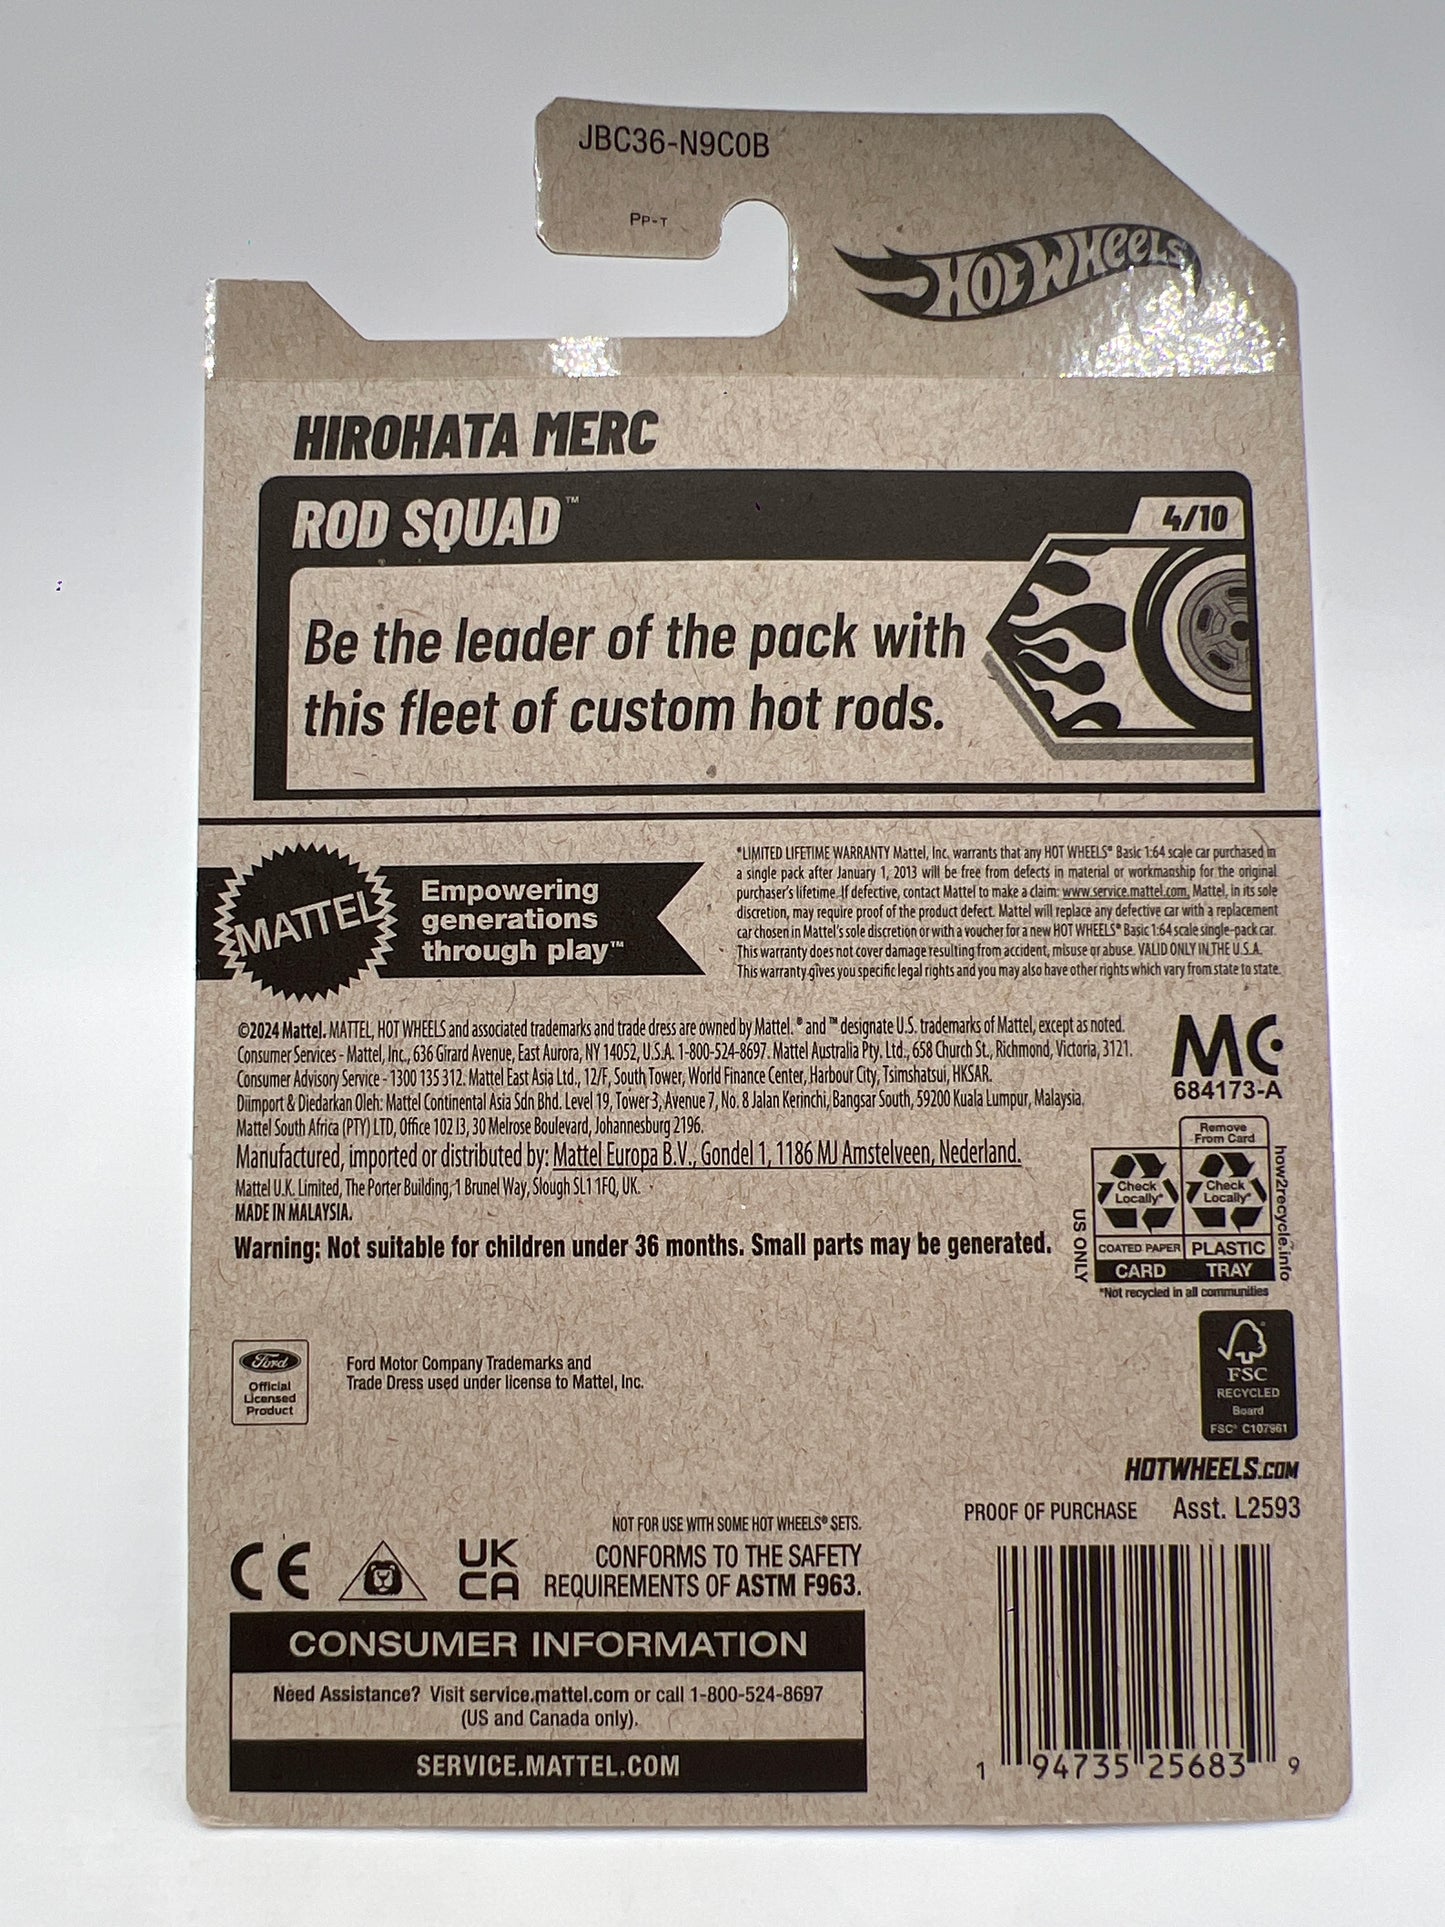 JBC36-N9C0B
PP-T
HOT WHEELS
HIROHATA MERC
ROD SQUAD™
4/10
Be the leader of the pack with
this fleet of custom hot rods.
MATTEL
Empowering
generations
through play™
*LIMITED LIFETIME WARRANTY Mattel, Inc. warrants that any HOT WHEELS® Basic 1:64 scale car purchased in
a single pack after January 1, 2013 will be free from defects in material or workmanship for the original
purchaser's lifetime. If defective, contact Mattel to make a claim: www.service.mattel.com. Mattel, in its sole
discretion, may require proof of the product defect. Mattel will replace any defective car with a replacement
car chosen in Mattel's sole discretion or with a voucher for a new HOT WHEELS® Basic 1:64 scale single-pack car.
This warranty does not cover damage resulting from accident, misuse or abuse. VALID ONLY IN THE U.S.A.
This warranty gives you specific legal rights and you may also have other rights which vary from state to state.
©2024 Mattel. MATTEL, HOT WHEELS and associated trademarks and trade dress are owned by Mattel. ® and ™ designate U.S. trademarks of Mattel, except as noted.
Consumer Services - Mattel, Inc., 636 Girard Avenue, East Aurora, NY 14052, U.S.A. 1-800-524-8697. Mattel Australia Pty. Ltd., 658 Church St., Richmond, Victoria, 3121.
Consumer Advisory Service - 1300 135 312. Mattel East Asia Ltd., 12/F, South Tower, World Finance Center, Harbour City, Tsimshatsui, HKSAR.
Diimport & Diedarkan Oleh: Mattel Continental Asia Sdn Bhd. Level 19, Tower 3, Avenue 7, No. 8 Jalan Kerinchi, Bangsar South, 59200 Kuala Lumpur, Malaysia.
Mattel South Africa (PTY) LTD, Office 102 I3, 30 Melrose Boulevard, Johannesburg 2196.
Manufactured, imported or distributed by: Mattel Europa B.V., Gondel 1, 1186 MJ Amstelveen, Nederland.
Mattel U.K. Limited, The Porter Building, 1 Brunel Way, Slough SL1 1FQ, UK.
MADE IN MALAYSIA.
Warning: Not suitable for children under 36 months. Small parts may be generated.
MC
684173-A
Remove
From Card
Check
Locally*
Check
Locally*
COATED PAPER
PLASTIC
CARD
TRAY
US ONLY
how2recycle.info
*Not recycled in all communities
Ford
Official
Licensed
Product
Ford Motor Company Trademarks and
Trade Dress used under license to Mattel, Inc.
FSC
RECYCLED
Board
FSC® C107961
HOTWHEELS.COM
PROOF OF PURCHASE Asst. L2593
NOT FOR USE WITH SOME HOT WHEELS® SETS.
CE
UK
CA
CONFORMS TO THE SAFETY
REQUIREMENTS OF ASTM F963.
CONSUMER INFORMATION
Need Assistance? Visit service.mattel.com or call 1-800-524-8697
(US and Canada only).
SERVICE.MATTEL.COM
1 94735 25683 9